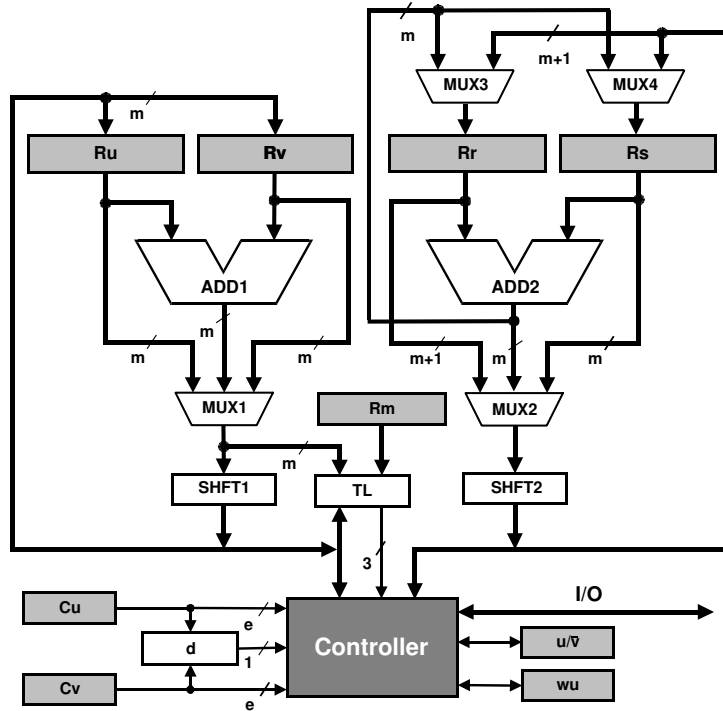 m
m+1
MUX3
MUX4
m
Ru
Rv
Rr
Rs
ADD1
ADD2
m
m
m
m+1
m
m
MUX1
Rm
MUX2
m
SHFT1
TL
SHFT2
3
Cu
e
I/O
d
1
Controller
u/v̅
Cv
e
wu